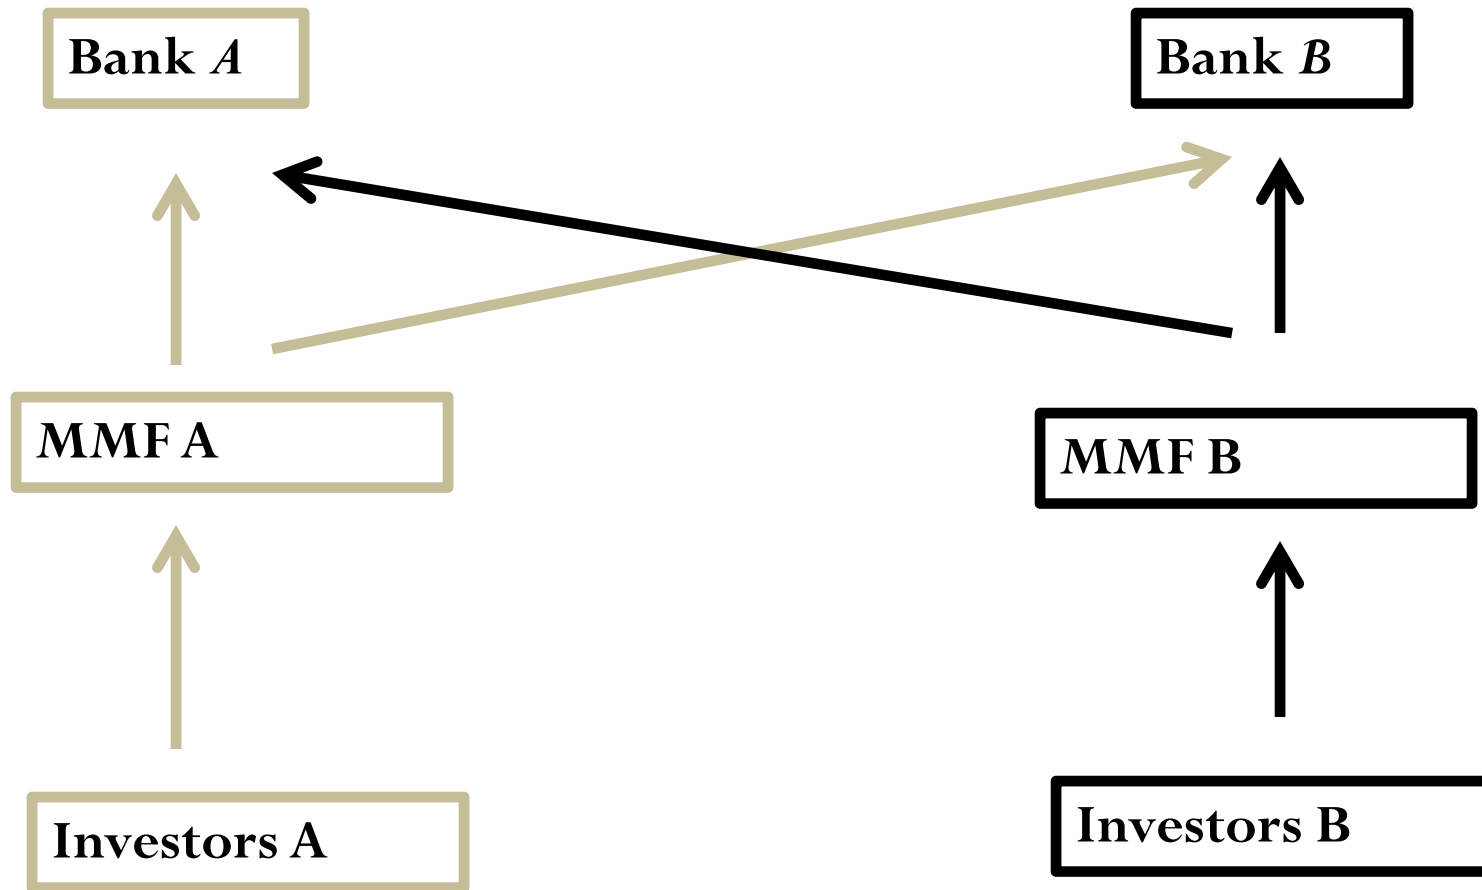 Bank A
Bank B
MMF A
MMF B
Investors A
Investors B